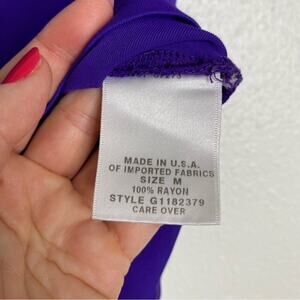 MADE IN U.S.A.
OF IMPORTED FABRICS
SIZE M
100% RAYON
STYLE G1182379
CARE OVER